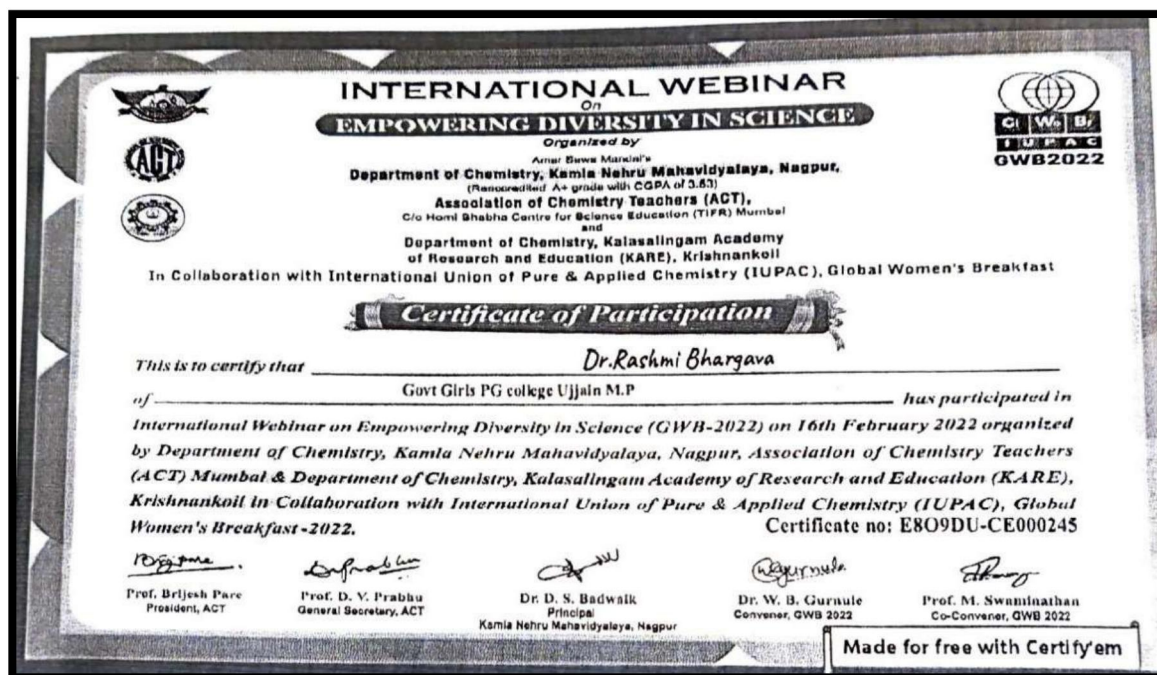 INTERNATIONAL WEBINAR
On
EMPOWERING DIVERSITY IN SCIENCE
Organized by
Amar Sewa Mandal's
Department of Chemistry, Kamla Nehru Mahavidyalaya, Nagpur,
(Reaccredited A+ grade with CGPA of 3.53)
Association of Chemistry Teachers (ACT),
C/o Homi Bhabha Centre for Science Education (TIFR) Mumbai
and
Department of Chemistry, Kalasalingam Academy
of Research and Education (KARE), Krishnankoil
In Collaboration with International Union of Pure & Applied Chemistry (IUPAC), Global Women's Breakfast
ACT
IUPAC
GWB2022
Certificate of Participation
This is to certify that Dr.Rashmi Bhargava
of Govt Girls PG college Ujjain M.P has participated in
International Webinar on Empowering Diversity in Science (GWB-2022) on 16th February 2022 organized
by Department of Chemistry, Kamla Nehru Mahavidyalaya, Nagpur, Association of Chemistry Teachers
(ACT) Mumbai & Department of Chemistry, Kalasalingam Academy of Research and Education (KARE),
Krishnankoil in Collaboration with International Union of Pure & Applied Chemistry (IUPAC), Global
Women's Breakfast-2022. Certificate no: E8O9DU-CE000245
Prof. Brijesh Pare
President, ACT
Prof. D. V. Prabhu
General Secretary, ACT
Dr. D. S. Badwaik
Principal
Kamla Nehru Mahavidyalaya, Nagpur
Dr. W. B. Gurnule
Convener, GWB 2022
Prof. M. Swaminathan
Co-Convener, GWB 2022
Made for free with Certify'em